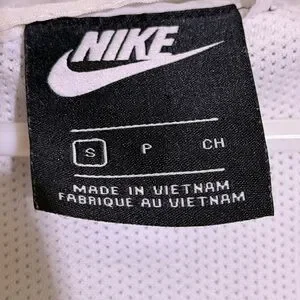 NIKE
S P CH
MADE IN VIETNAM
FABRIQUE AU VIETNAM